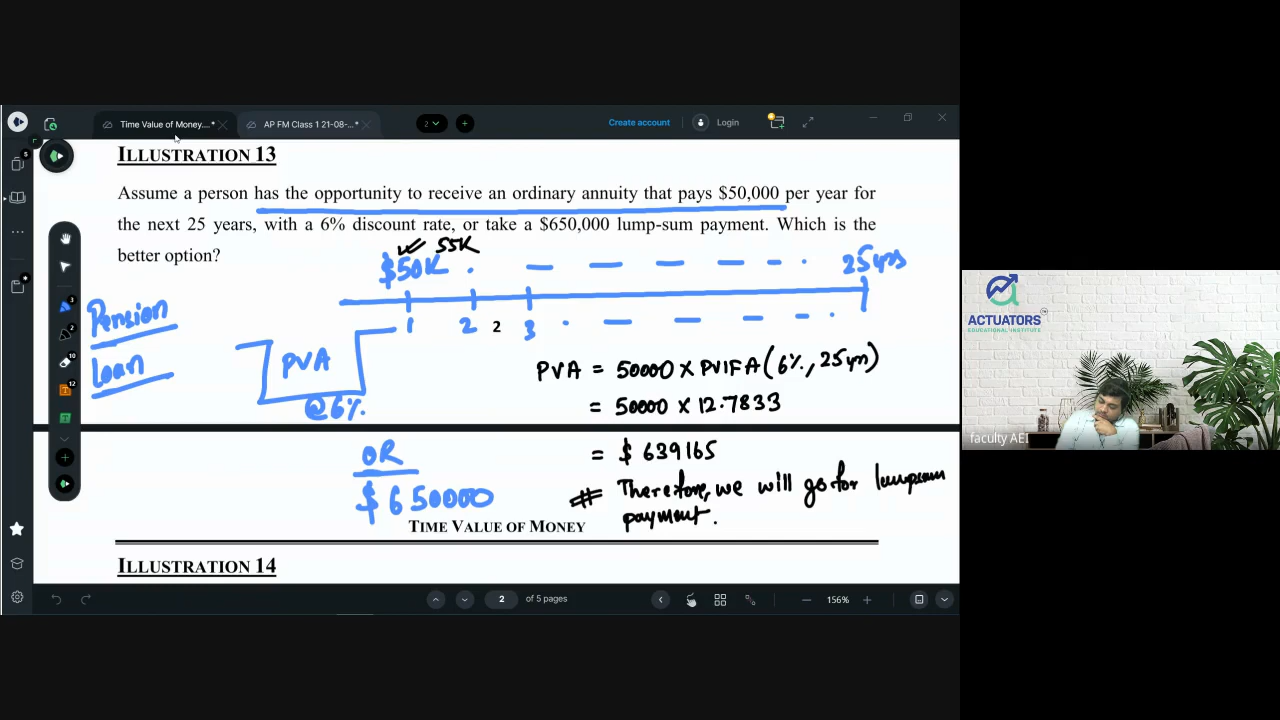 Time Value of Money....*
AP FM Class 1 21-08-...*
2
Create account
Login
ILLUSTRATION 13
Assume a person has the opportunity to receive an ordinary annuity that pays $50,000 per year for
the next 25 years, with a 6% discount rate, or take a $650,000 lump-sum payment. Which is the
better option?
55K
$50K
25yrs
1 2 2 3
Pension
Loan
PVA
@6%
PVA = 50000 X PVIFA (6%, 25yrs)
= 50000 X 12.7833
= $ 639165
OR
$ 650000
# Therefore, we will go for lumpsum
payment.
TIME VALUE OF MONEY
ILLUSTRATION 14
2 of 5 pages
156%
ACTUATORS
EDUCATIONAL INSTITUTE
faculty AEI